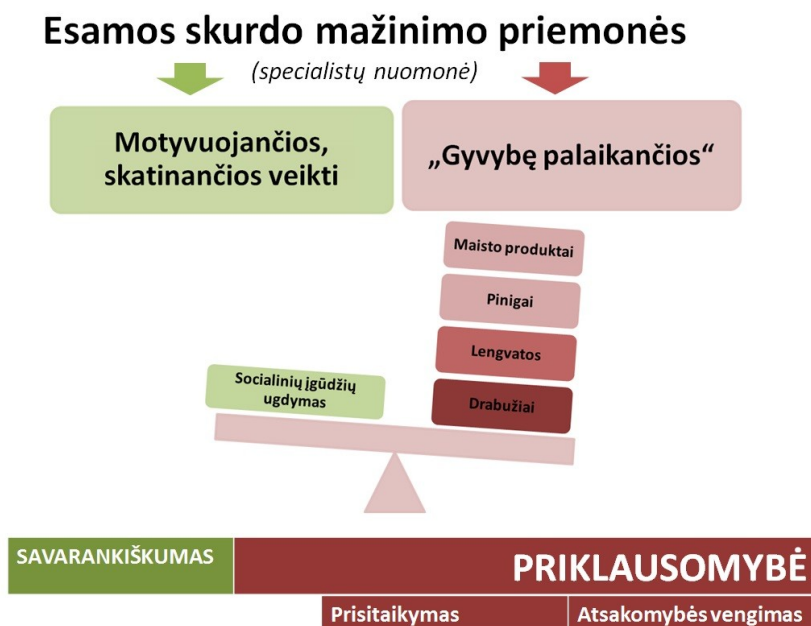 Esamos skurdo mažinimo priemonės
(specialistų nuomonė)
Motyvuojančios,
skatinančios veikti
„Gyvybę palaikančios“
Maisto produktai
Pinigai
Lengvatos
Drabužiai
Socialinių įgūdžių
ugdymas
SAVARANKIŠKUMAS
PRIKLAUSOMYBĖ
Prisitaikymas
Atsakomybės vengimas